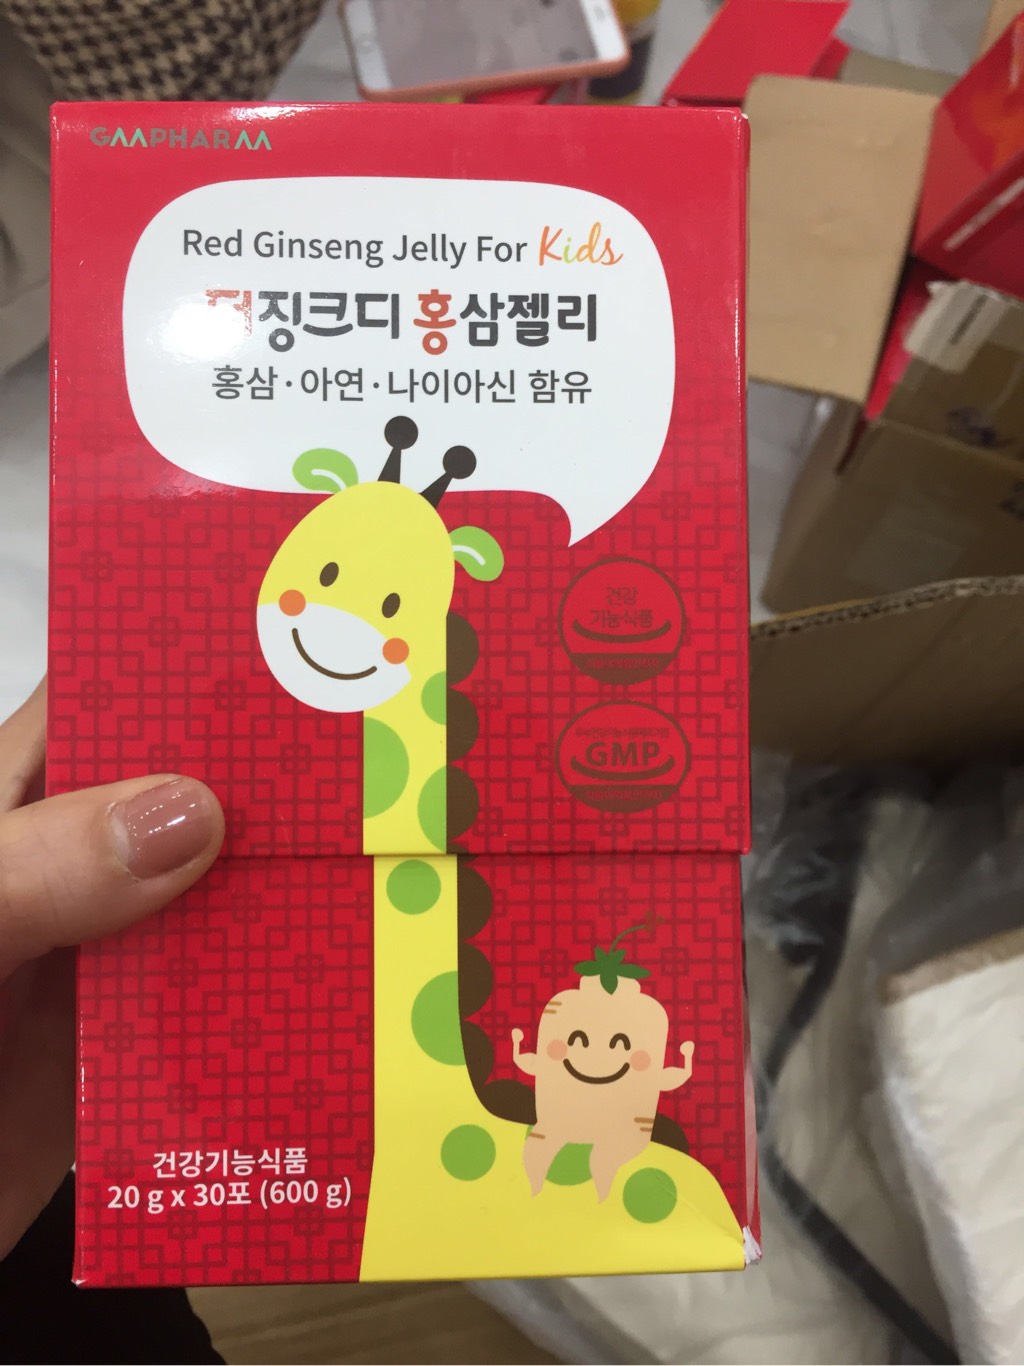 GAAPHARAA
Red Ginseng Jelly For Kids
더징크디 홍삼젤리
홍삼·아연·나이아신 함유
건강
기능식품
GMP
건강기능식품
20 g x 30포 (600 g)